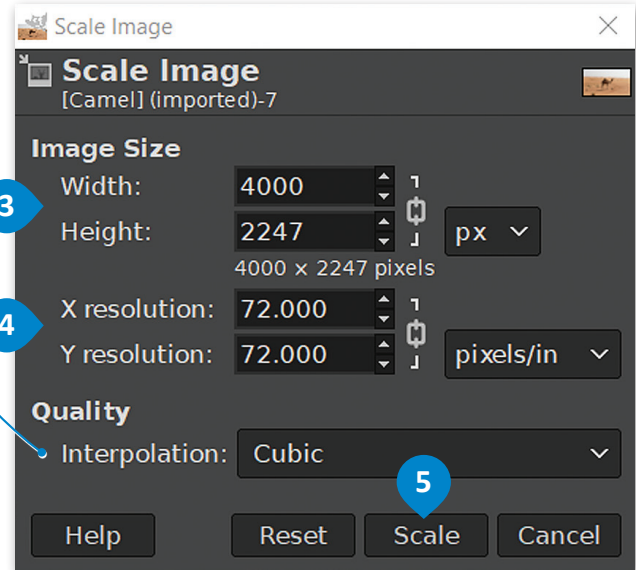 Scale Image
Scale Image
[Camel] (imported)-7
Image Size
3
Width: 4000
Height: 2247 px
4000 × 2247 pixels
4
X resolution: 72.000
Y resolution: 72.000 pixels/in
Quality
Interpolation: Cubic
5
Help Reset Scale Cancel